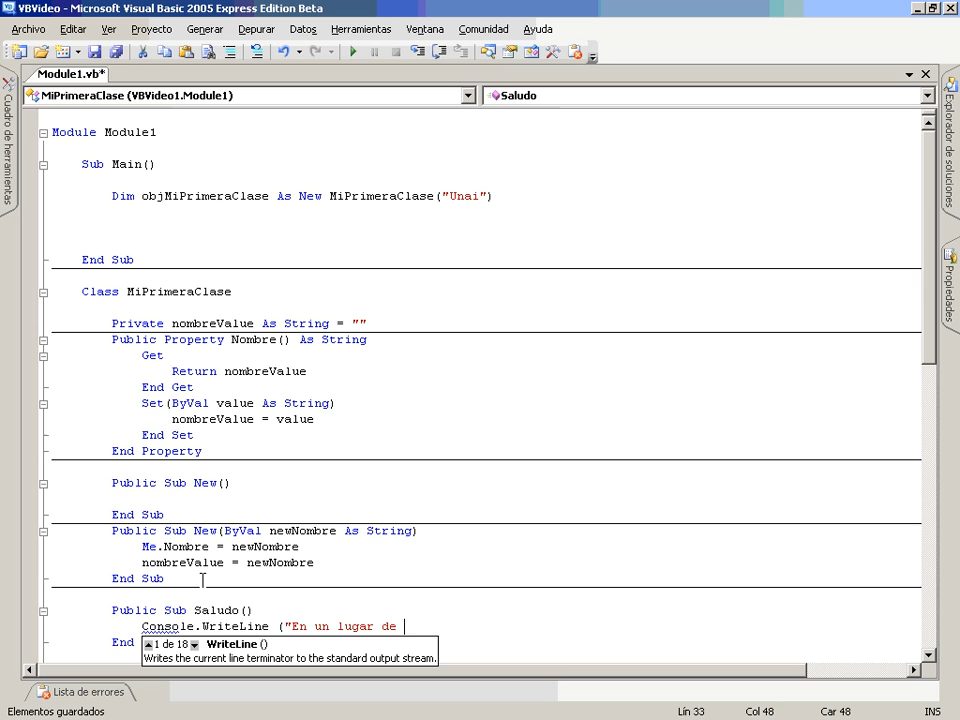 VBVideo - Microsoft Visual Basic 2005 Express Edition Beta
Archivo Editar Ver Proyecto Generar Depurar Datos Herramientas Ventana Comunidad Ayuda
Module1.vb*
MiPrimeraClase (VBVideo1.Module1) Saludo
Cuadro de herramientas
Module Module1
Sub Main()
Dim objMiPrimeraClase As New MiPrimeraClase("Unai")
End Sub
Class MiPrimeraClase
Private nombreValue As String = ""
Public Property Nombre() As String
Get
Return nombreValue
End Get
Set(ByVal value As String)
nombreValue = value
End Set
End Property
Public Sub New()
End Sub
Public Sub New(ByVal newNombre As String)
Me.Nombre = newNombre
nombreValue = newNombre
End Sub
Public Sub Saludo()
Console.WriteLine ("En un lugar de
End
1 de 18 WriteLine ()
Writes the current line terminator to the standard output stream.
Explorador de soluciones
Propiedades
Lista de errores
Elementos guardados Lín 33 Col 48 Car 48 INS